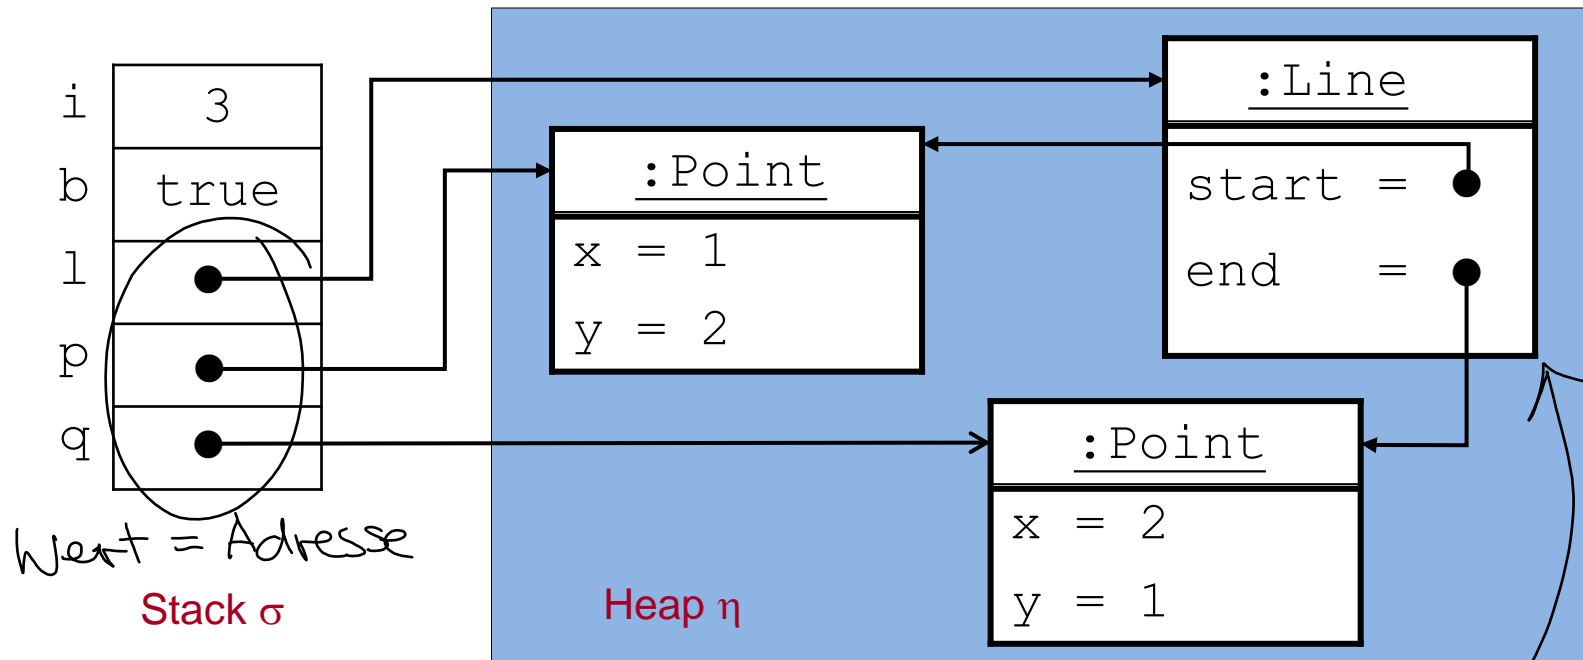 i 3
b true
l
p
q
Wert = Adresse
Stack σ
Heap η
:Point
x = 1
y = 2
:Line
start =
end =
:Point
x = 2
y = 1